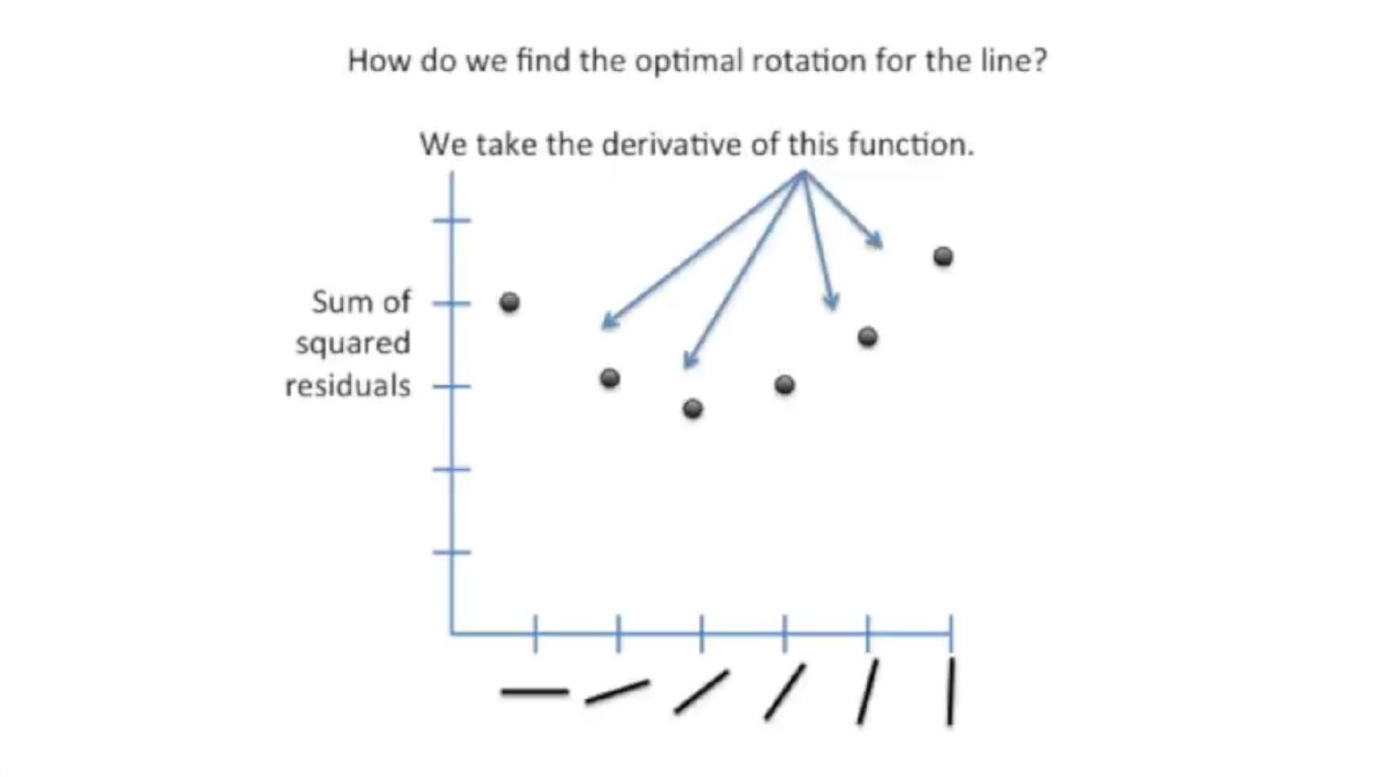 How do we find the optimal rotation for the line?
We take the derivative of this function.
Sum of
squared
residuals